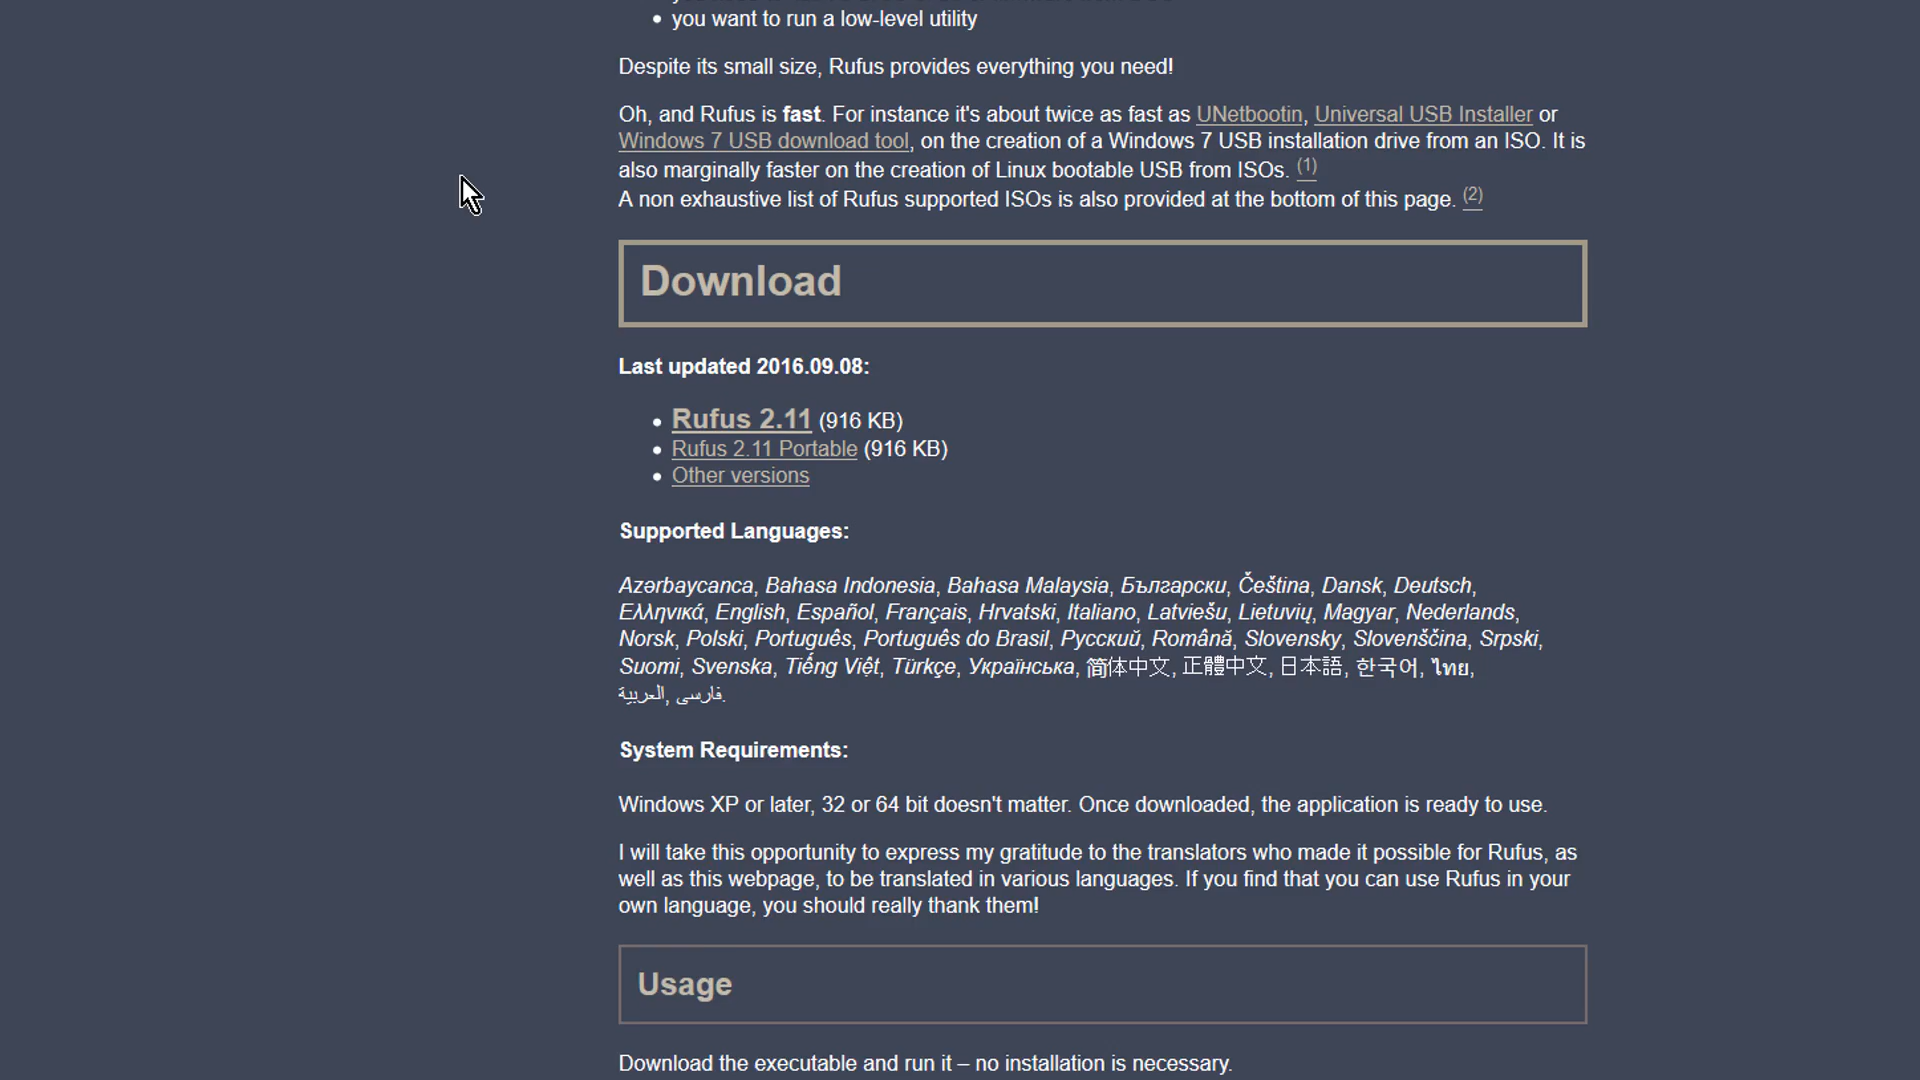 you want to run a low-level utility
Despite its small size, Rufus provides everything you need!
Oh, and Rufus is fast. For instance it's about twice as fast as UNetbootin, Universal USB Installer or
Windows 7 USB download tool, on the creation of a Windows 7 USB installation drive from an ISO. It is
also marginally faster on the creation of Linux bootable USB from ISOs. (1)
A non exhaustive list of Rufus supported ISOs is also provided at the bottom of this page. (2)
Download
Last updated 2016.09.08:
Rufus 2.11 (916 KB)
Rufus 2.11 Portable (916 KB)
Other versions
Supported Languages:
Azərbaycanca, Bahasa Indonesia, Bahasa Malaysia, Български, Čeština, Dansk, Deutsch,
Ελληνικά, English, Español, Français, Hrvatski, Italiano, Latviešu, Lietuvių, Magyar, Nederlands,
Norsk, Polski, Português, Português do Brasil, Русский, Română, Slovensky, Slovenščina, Srpski,
Suomi, Svenska, Tiếng Việt, Türkçe, Українська, 简体中文, 正體中文, 日本語, 한국어, ไทย,
العربية, فارسی.
System Requirements:
Windows XP or later, 32 or 64 bit doesn't matter. Once downloaded, the application is ready to use.
I will take this opportunity to express my gratitude to the translators who made it possible for Rufus, as
well as this webpage, to be translated in various languages. If you find that you can use Rufus in your
own language, you should really thank them!
Usage
Download the executable and run it – no installation is necessary.